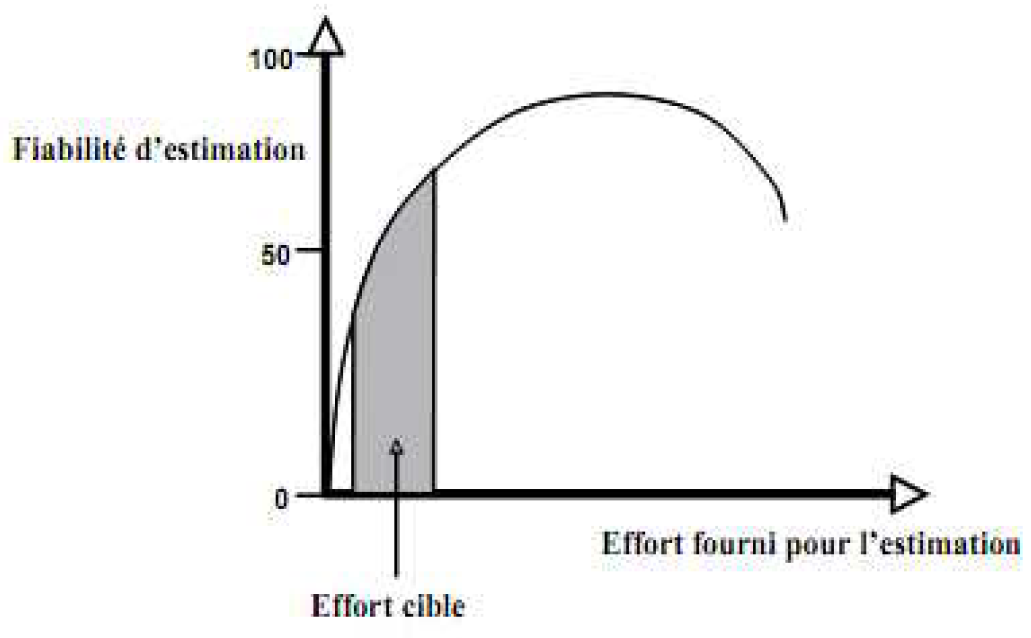 100
Fiabilité d'estimation
50
0
Effort fourni pour l'estimation
Effort cible